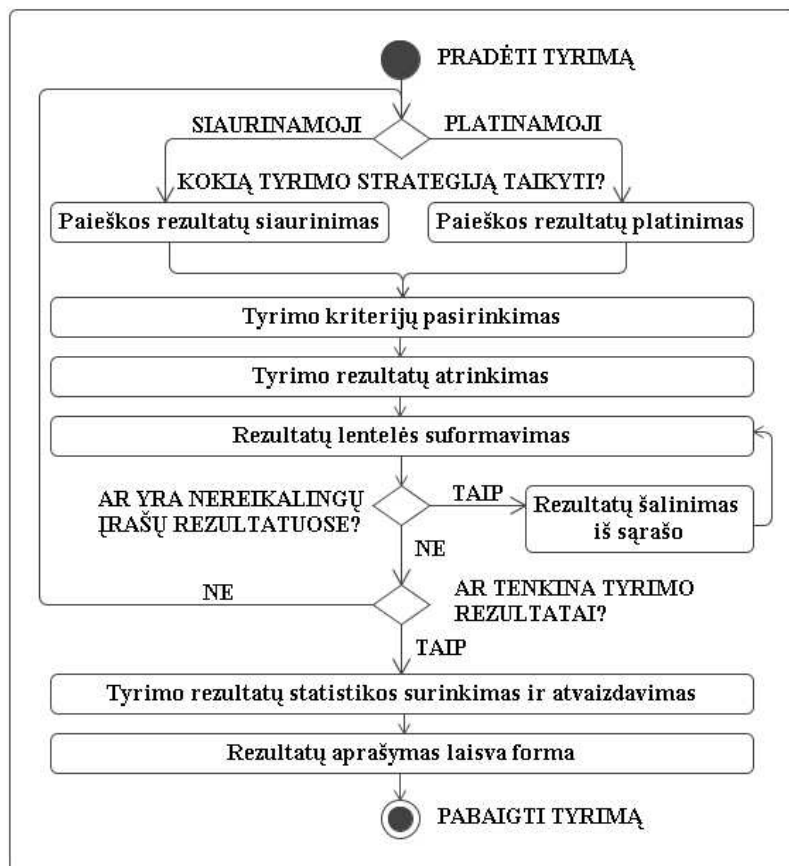 PRADĖTI TYRIMĄ
SIAURINAMOJI
PLATINAMOJI
KOKIĄ TYRIMO STRATEGIJĄ TAIKYTI?
Paieškos rezultatų siaurinimas
Paieškos rezultatų platinimas
Tyrimo kriterijų pasirinkimas
Tyrimo rezultatų atrinkimas
Rezultatų lentelės suformavimas
AR YRA NEREIKALINGŲ
ĮRAŠŲ REZULTATUOSE?
TAIP
Rezultatų šalinimas
iš sąrašo
NE
NE
AR TENKINA TYRIMO
REZULTATAI?
TAIP
Tyrimo rezultatų statistikos surinkimas ir atvaizdavimas
Rezultatų aprašymas laisva forma
PABAIGTI TYRIMĄ